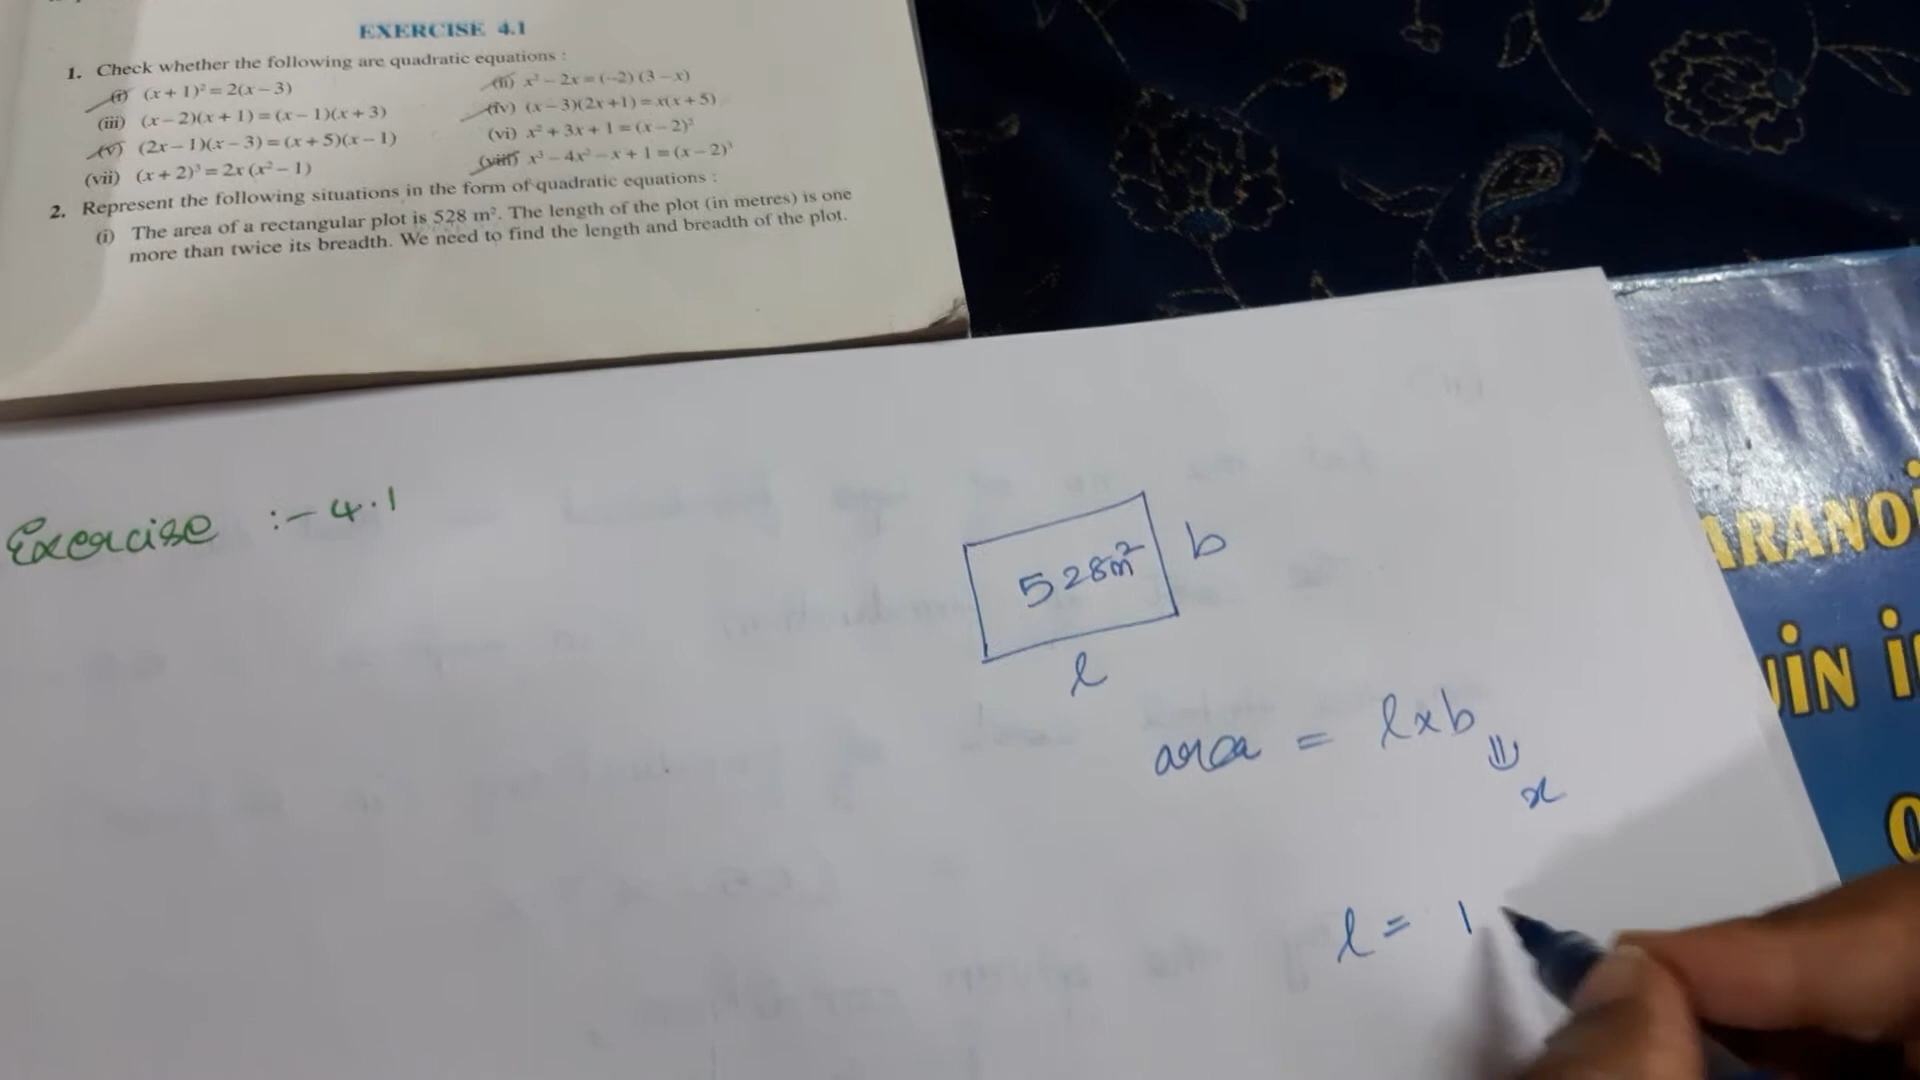 EXERCISE 4.1
1. Check whether the following are quadratic equations :
(i) (x + 1)² = 2(x – 3)
(ii) x² – 2x = (–2) (3 – x)
(iii) (x – 2)(x + 1) = (x – 1)(x + 3)
(iv) (x – 3)(2x + 1) = x(x + 5)
(v) (2x – 1)(x – 3) = (x + 5)(x – 1)
(vi) x² + 3x + 1 = (x – 2)²
(vii) (x + 2)³ = 2x (x² – 1)
(viii) x³ – 4x² – x + 1 = (x – 2)³
2. Represent the following situations in the form of quadratic equations :
(i) The area of a rectangular plot is 528 m². The length of the plot (in metres) is one
more than twice its breadth. We need to find the length and breadth of the plot.
Exercise :- 4.1
528m²
b
l
area = l x b
x
l = 1
ARANOİ
İN İ